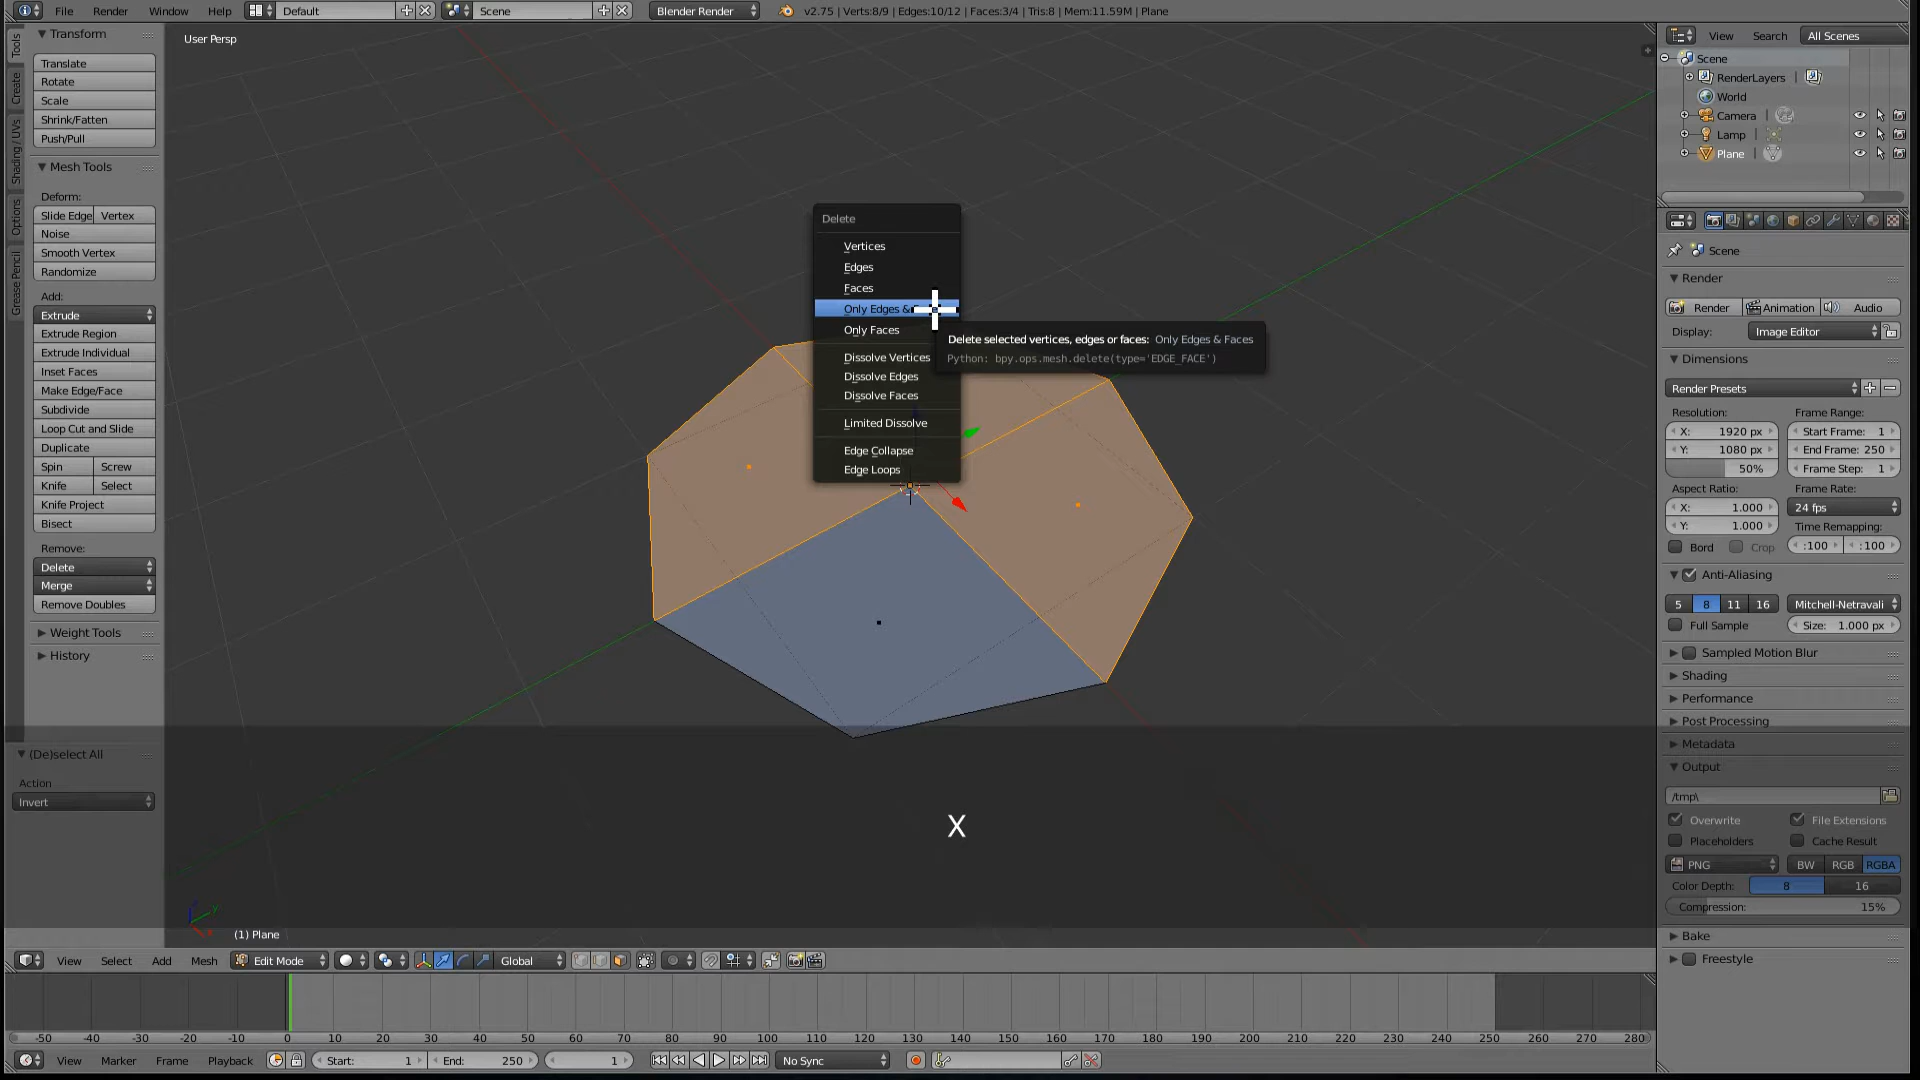 File Render Window Help Default Scene Blender Render v2.75 | Verts:8/9 | Edges:10/12 | Faces:3/4 | Tris:8 | Mem:11.59M | Plane
Tools
Create
Shading / UVs
Options
Grease Pencil
Transform
Translate
Rotate
Scale
Shrink/Fatten
Push/Pull
Mesh Tools
Deform:
Slide Edge Vertex
Noise
Smooth Vertex
Randomize
Add:
Extrude
Extrude Region
Extrude Individual
Inset Faces
Make Edge/Face
Subdivide
Loop Cut and Slide
Duplicate
Spin Screw
Knife Select
Knife Project
Bisect
Remove:
Delete
Merge
Remove Doubles
Weight Tools
History
(De)select All
Action
Invert
User Persp
Delete
Vertices
Edges
Faces
Only Edges &
Only Faces
Dissolve Vertices
Dissolve Edges
Dissolve Faces
Limited Dissolve
Edge Collapse
Edge Loops
Delete selected vertices, edges or faces: Only Edges & Faces
Python: bpy.ops.mesh.delete(type='EDGE_FACE')
X
(1) Plane
View Select Add Mesh Edit Mode Global
View Search All Scenes
Scene
RenderLayers
World
Camera
Lamp
Plane
Scene
Render
Render Animation Audio
Display: Image Editor
Dimensions
Render Presets
Resolution: Frame Range:
X: 1920 px Start Frame: 1
Y: 1080 px End Frame: 250
50% Frame Step: 1
Aspect Ratio: Frame Rate:
X: 1.000 24 fps
Y: 1.000 Time Remapping:
Bord Crop :100 :100
Anti-Aliasing
5 8 11 16 Mitchell-Netravali
Full Sample Size: 1.000 px
Sampled Motion Blur
Shading
Performance
Post Processing
Metadata
Output
/tmp\
Overwrite File Extensions
Placeholders Cache Result
PNG BW RGB RGBA
Color Depth: 8 16
Compression: 15%
Bake
Freestyle
-50 -40 -30 -20 -10 0 10 20 30 40 50 60 70 80 90 100 110 120 130 140 150 160 170 180 190 200 210 220 230 240 250 260 270 280
View Marker Frame Playback Start: 1 End: 250 1 No Sync